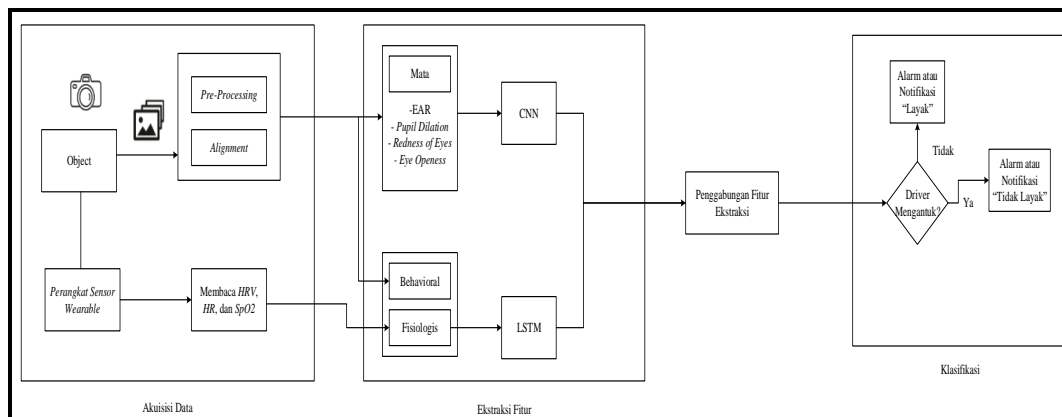 Object
Pre-Processing
Alignment
Perangkat Sensor
Wearable
Membaca HRV,
HR, dan SpO2
Akuisisi Data
Mata
-EAR
- Pupil Dilation
- Redness of Eyes
- Eye Openess
CNN
Behavioral
Fisiologis
LSTM
Ekstraksi Fitur
Penggabungan Fitur
Ekstraksi
Alarm atau
Notifikasi
“Layak”
Tidak
Driver
Mengantuk?
Ya
Alarm atau
Notifikasi
“Tidak Layak”
Klasifikasi